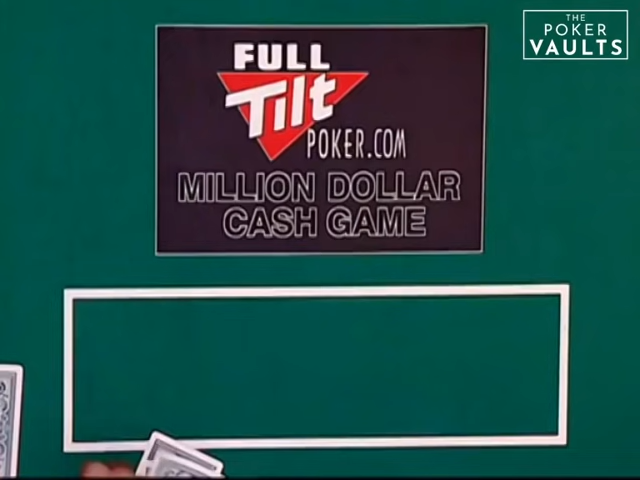 FULL
Tilt
POKER.COM
MILLION DOLLAR
CASH GAME
THE
POKER
VAULTS